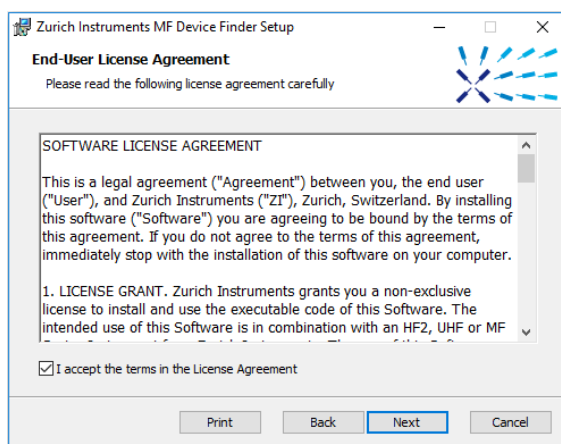 Zurich Instruments MF Device Finder Setup
End-User License Agreement
Please read the following license agreement carefully
SOFTWARE LICENSE AGREEMENT
This is a legal agreement ("Agreement") between you, the end user
("User"), and Zurich Instruments ("ZI"), Zurich, Switzerland. By installing
this software ("Software") you are agreeing to be bound by the terms of
this agreement. If you do not agree to the terms of this agreement,
immediately stop with the installation of this software on your computer.
1. LICENSE GRANT. Zurich Instruments grants you a non-exclusive
license to install and use the executable code of this Software. The
intended use of this Software is in combination with an HF2, UHF or MF
I accept the terms in the License Agreement
Print
Back
Next
Cancel